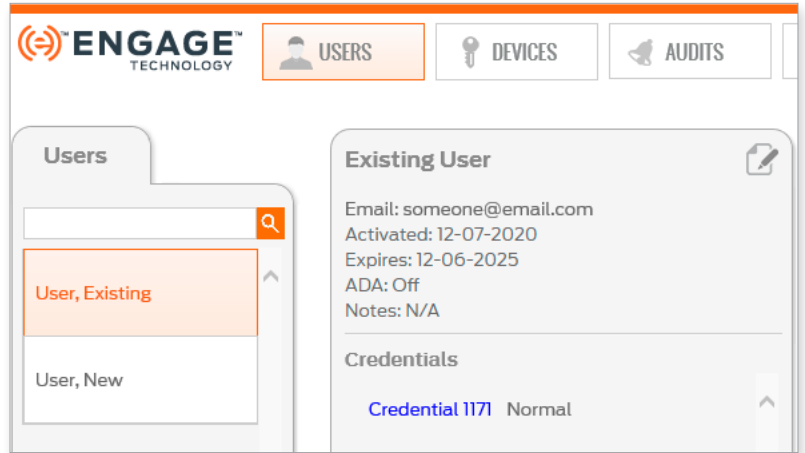 ENGAGE™
TECHNOLOGY
USERS
DEVICES
AUDITS
Users
User, Existing
User, New
Existing User
Email: someone@email.com
Activated: 12-07-2020
Expires: 12-06-2025
ADA: Off
Notes: N/A
Credentials
Credential 1171 Normal